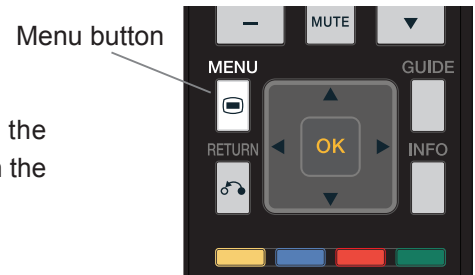 Menu button
the
the
MUTE
MENU
GUIDE
RETURN
OK
INFO